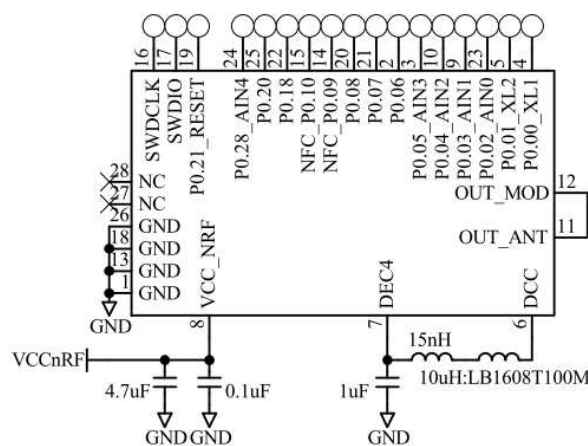 16 17 19 24 25 22 15 14 20 21 2 3 10 9 23 5 4
SWDCLK SWDIO P0.21_RESET P0.28_AIN4 P0.20 P0.18 NFC_P0.10 NFC_P0.09 P0.08 P0.07 P0.06 P0.05_AIN3 P0.04_AIN2 P0.03_AIN1 P0.02_AIN0 P0.01_XL2 P0.00_XL1
28 NC
27 NC
26 GND
18 GND
13 GND
1 GND
GND
OUT_MOD 12
OUT_ANT 11
VCC_NRF DEC4 DCC
8 7 6
VCCnRF
15nH
10uH:LB1608T100M
4.7uF 0.1uF 1uF
GND GND GND